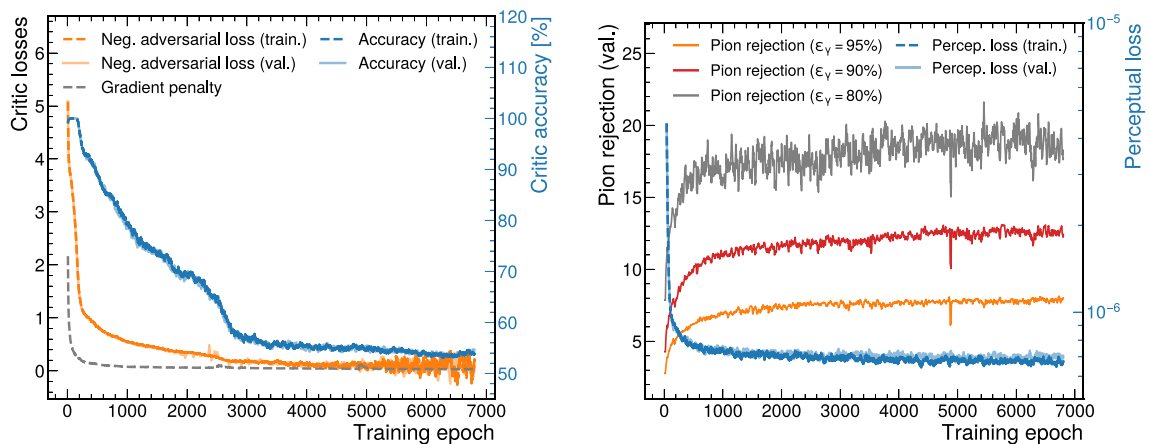 Neg. adversarial loss (train.)
Neg. adversarial loss (val.)
Gradient penalty
Accuracy (train.)
Accuracy (val.)
Critic losses
6
5
4
3
2
1
0
Critic accuracy [%]
120
110
100
90
80
70
60
50
0 1000 2000 3000 4000 5000 6000 7000
Training epoch
Pion rejection (εγ = 95%)
Pion rejection (εγ = 90%)
Pion rejection (εγ = 80%)
Percep. loss (train.)
Percep. loss (val.)
Pion rejection (val.)
25
20
15
10
5
Perceptual loss
10⁻⁵
10⁻⁶
0 1000 2000 3000 4000 5000 6000 7000
Training epoch